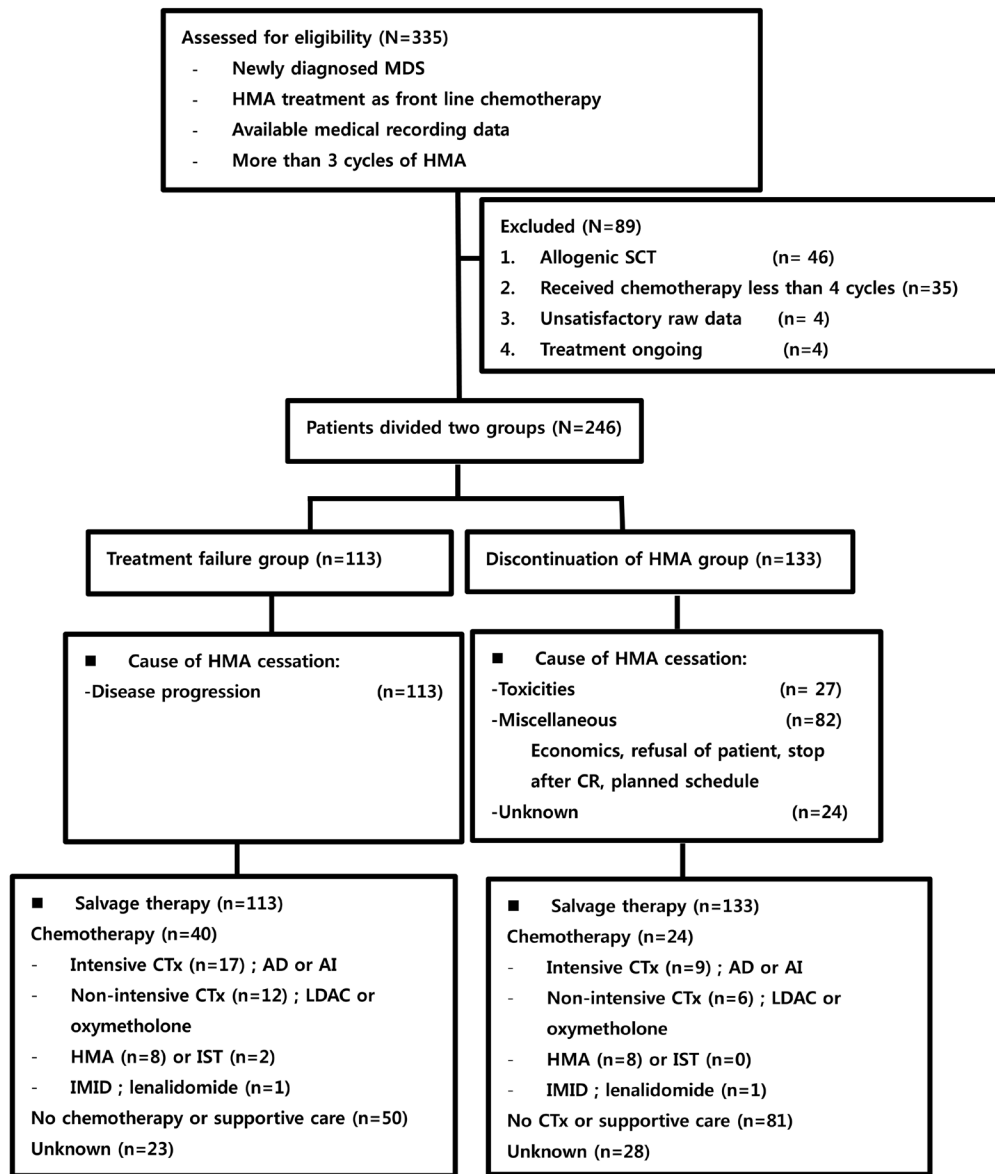 Assessed for eligibility (N=335)
- Newly diagnosed MDS
- HMA treatment as front line chemotherapy
- Available medical recording data
- More than 3 cycles of HMA
Excluded (N=89)
1. Allogenic SCT (n= 46)
2. Received chemotherapy less than 4 cycles (n=35)
3. Unsatisfactory raw data (n= 4)
4. Treatment ongoing (n=4)
Patients divided two groups (N=246)
Treatment failure group (n=113)
Discontinuation of HMA group (n=133)
■ Cause of HMA cessation:
-Disease progression (n=113)
■ Cause of HMA cessation:
-Toxicities (n= 27)
-Miscellaneous (n=82)
Economics, refusal of patient, stop
after CR, planned schedule
-Unknown (n=24)
■ Salvage therapy (n=113)
Chemotherapy (n=40)
- Intensive CTx (n=17) ; AD or AI
- Non-intensive CTx (n=12) ; LDAC or
oxymetholone
- HMA (n=8) or IST (n=2)
- IMID ; lenalidomide (n=1)
No chemotherapy or supportive care (n=50)
Unknown (n=23)
■ Salvage therapy (n=133)
Chemotherapy (n=24)
- Intensive CTx (n=9) ; AD or AI
- Non-intensive CTx (n=6) ; LDAC or
oxymetholone
- HMA (n=8) or IST (n=0)
- IMID ; lenalidomide (n=1)
No CTx or supportive care (n=81)
Unknown (n=28)